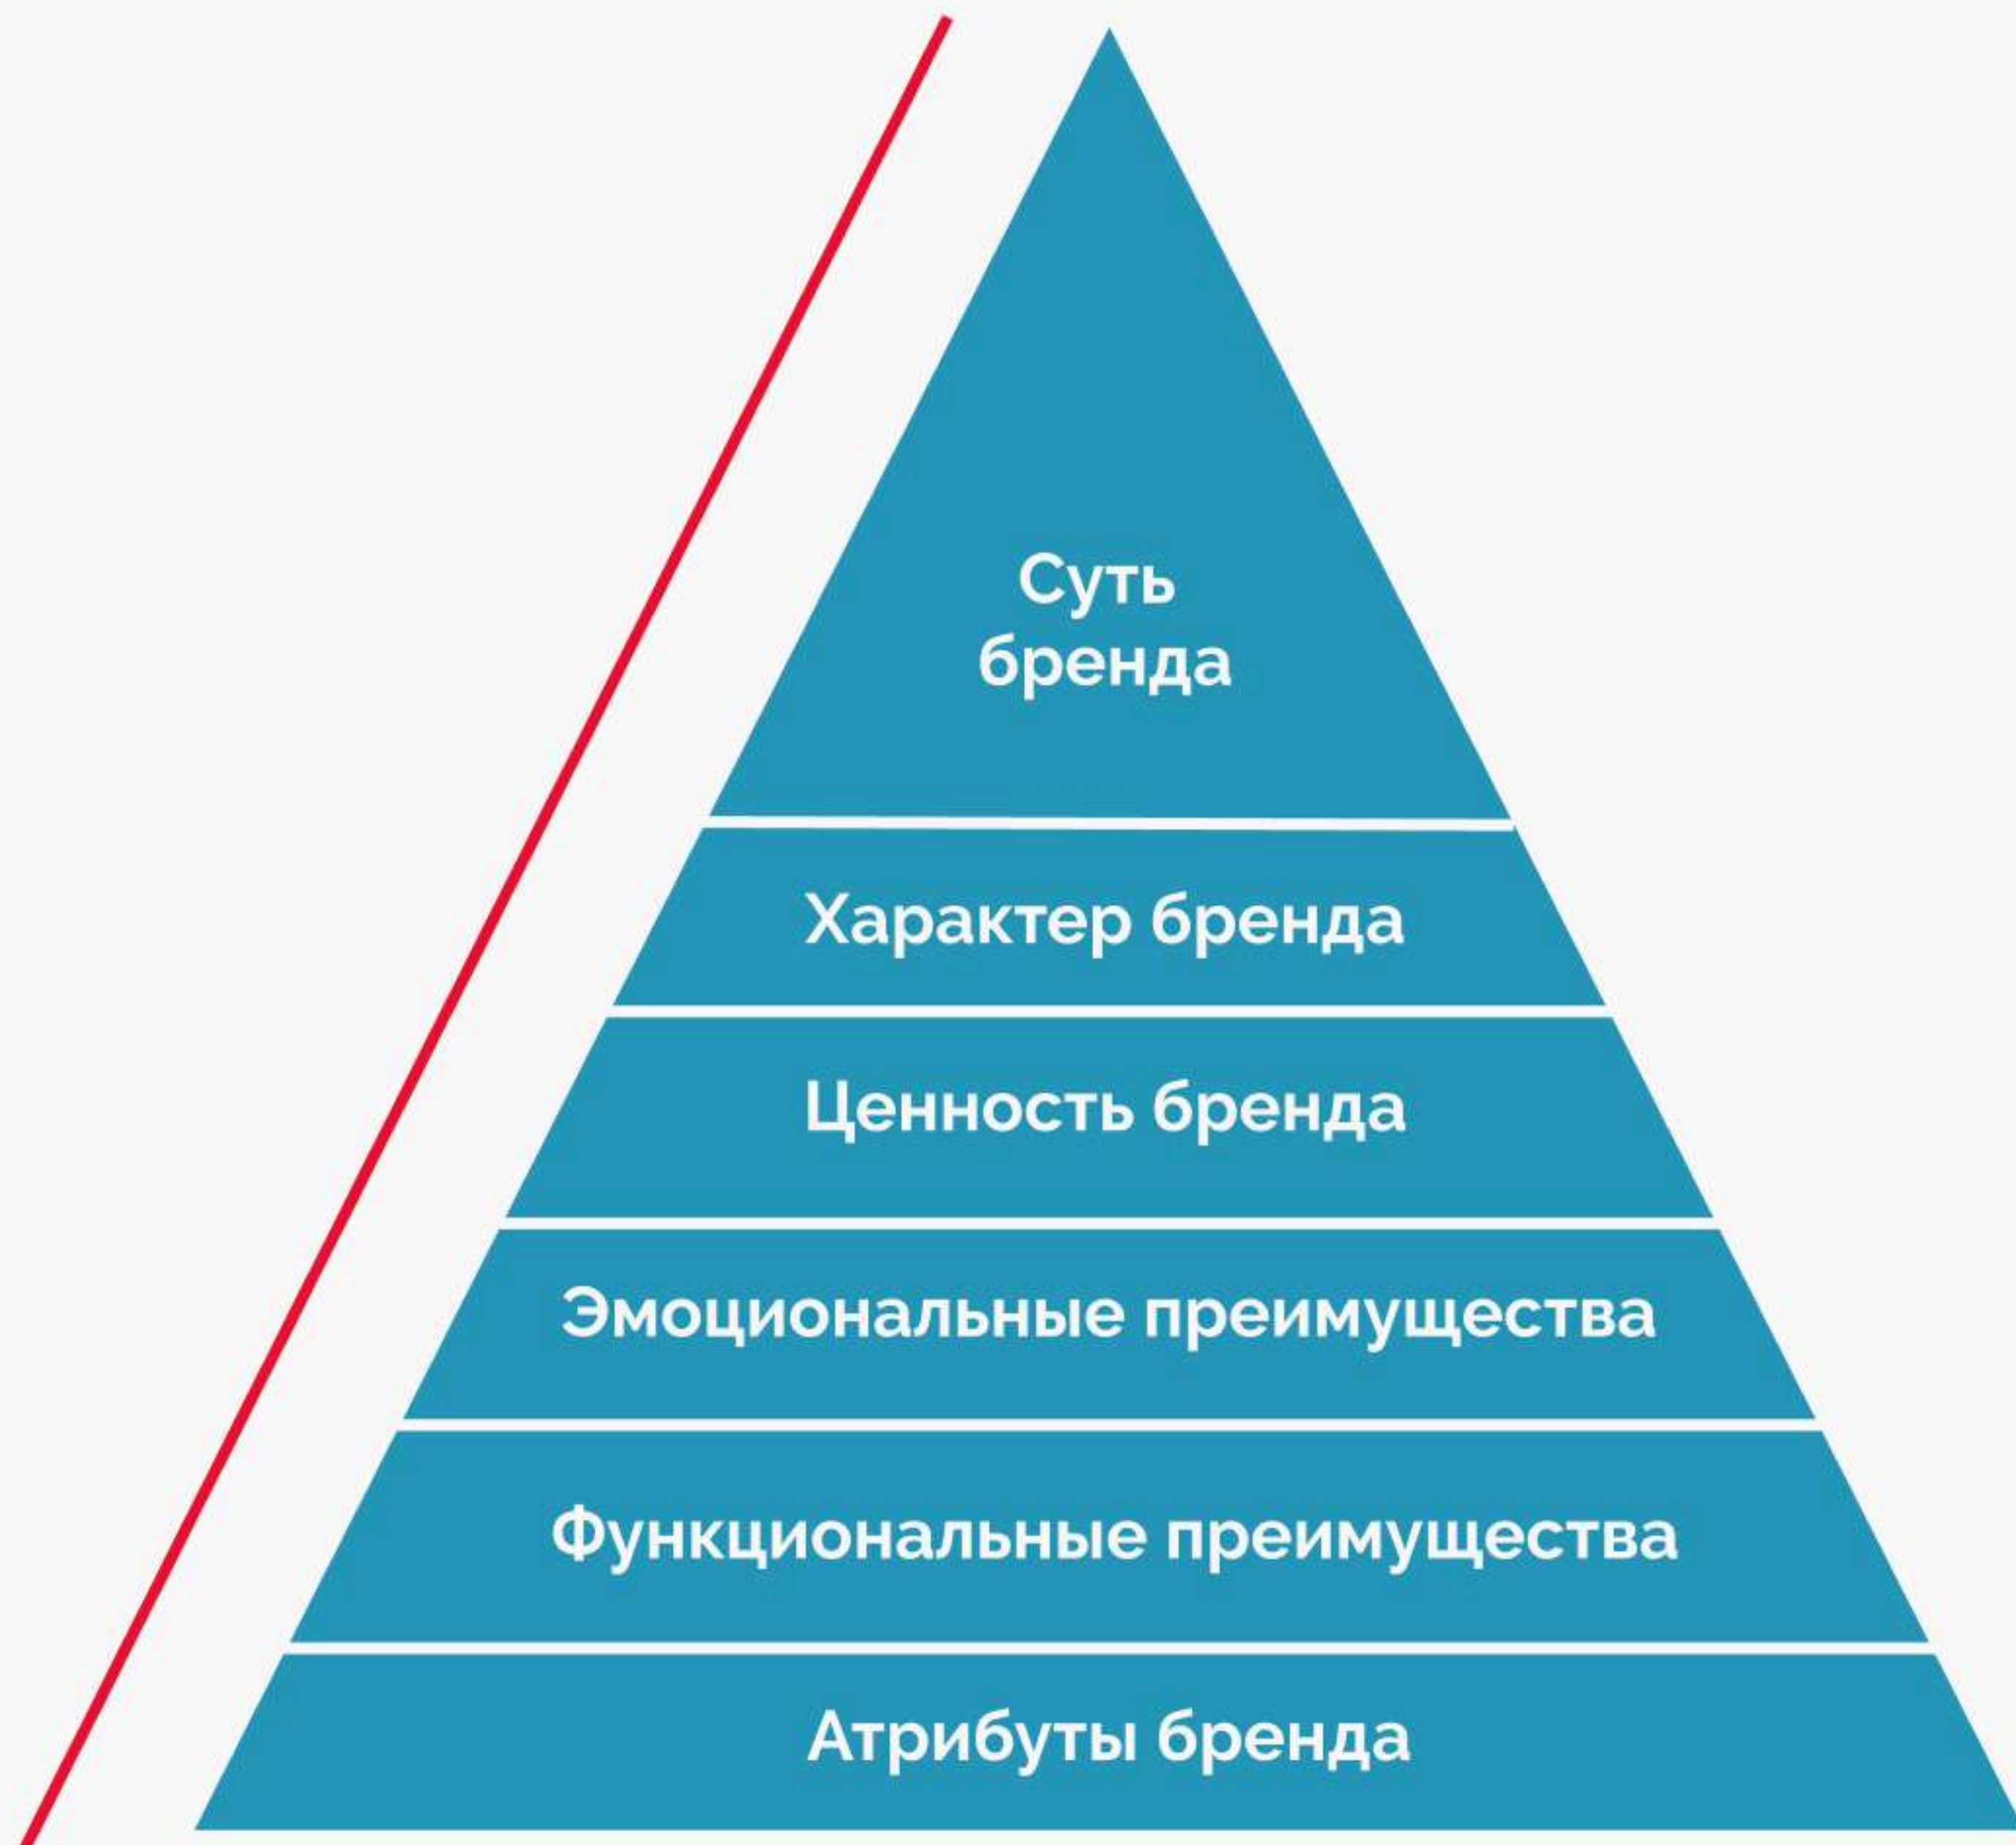 Суть
бренда
Характер бренда
Ценность бренда
Эмоциональные преимущества
Функциональные преимущества
Атрибуты бренда